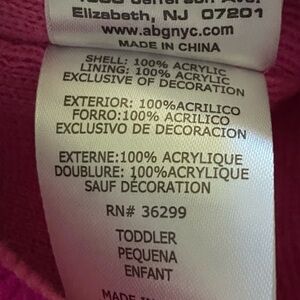 Elizabeth, NJ 07201
www.abgnyc.com
MADE IN CHINA
SHELL: 100% ACRYLIC
LINING: 100% ACRYLIC
EXCLUSIVE OF DECORATION
EXTERIOR: 100%ACRILICO
FORRO:100% ACRILICO
EXCLUSIVO DE DECORACION
EXTERNE:100% ACRYLIQUE
DOUBLURE: 100%ACRYLIQUE
SAUF DÉCORATION
RN# 36299
TODDLER
PEQUENA
ENFANT
MADE IN